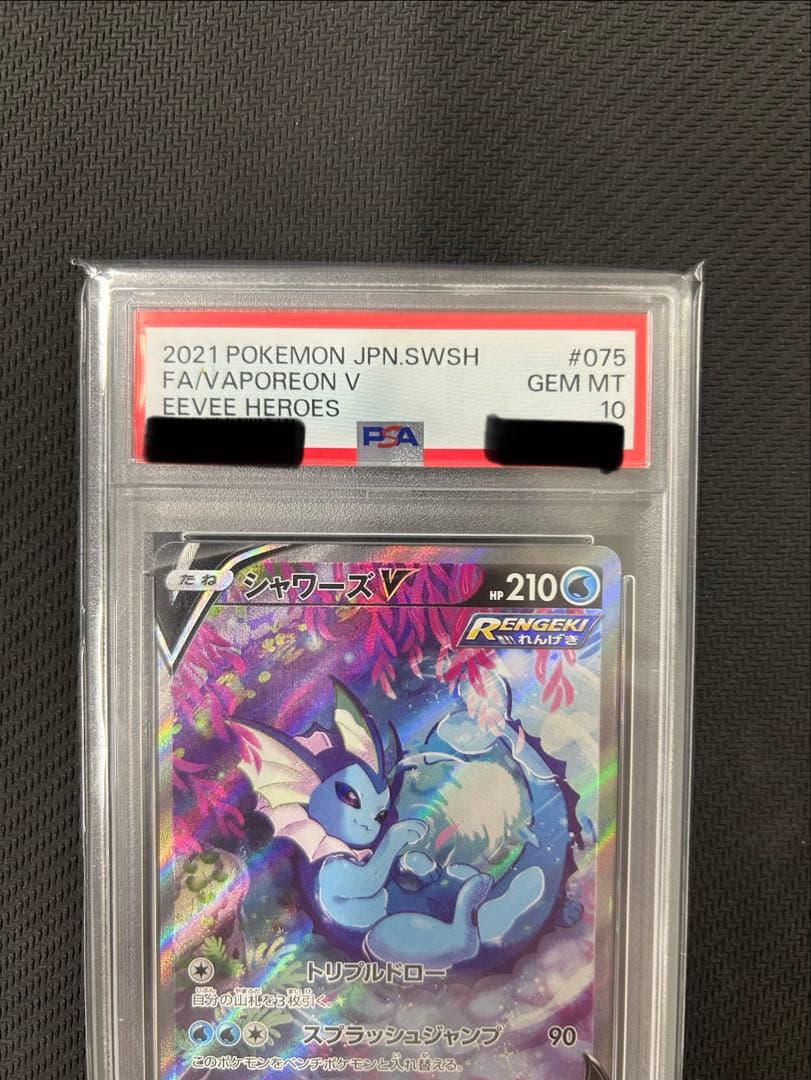 2021 POKEMON JPN.SWSH #075
FA/VAPOREON V GEM MT
EEVEE HEROES 10
PSA
たね シャワーズV HP 210
RENGEKI
れんげき
トリプルドロー
自分の山札を3枚引く。
スプラッシュジャンプ 90
このポケモンをベンチポケモンと入れ替える。